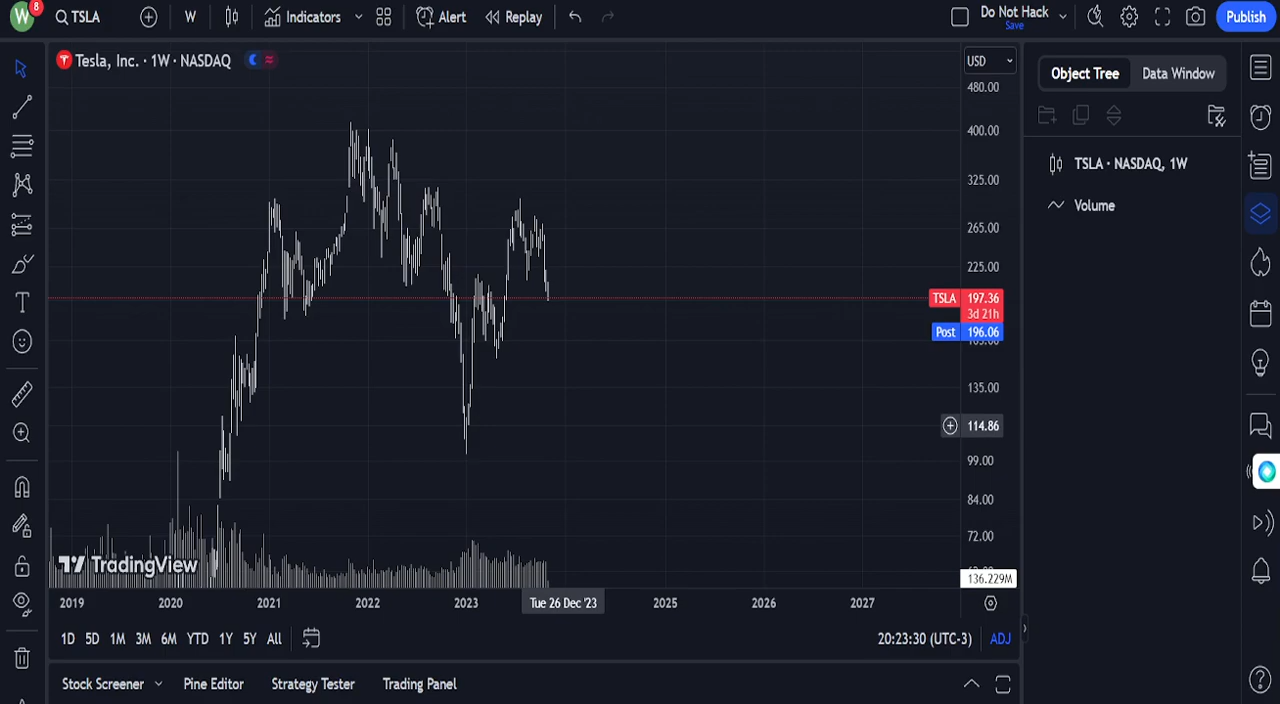 W 8 TSLA W Indicators Alert Replay Do Not Hack Save Publish
Tesla, Inc. · 1W · NASDAQ
USD
480.00
400.00
325.00
265.00
225.00
TSLA 197.36
3d 21h
Post 196.06
135.00
114.86
99.00
84.00
72.00
136.229M
TradingView
2019 2020 2021 2022 2023 Tue 26 Dec '23 2025 2026 2027
1D 5D 1M 3M 6M YTD 1Y 5Y All 20:23:30 (UTC-3) ADJ
Stock Screener Pine Editor Strategy Tester Trading Panel
Object Tree Data Window
TSLA · NASDAQ, 1W
Volume